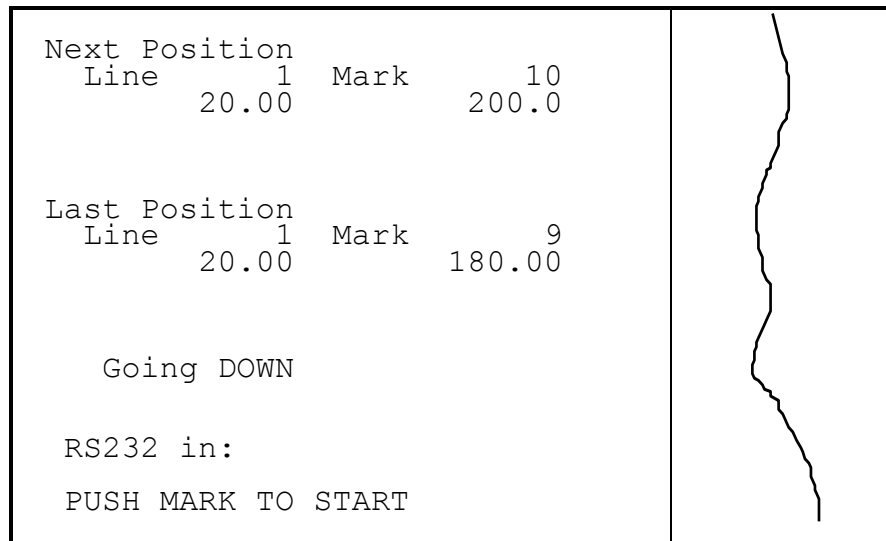 Next Position
Line 1 Mark 10
20.00 200.0
Last Position
Line 1 Mark 9
20.00 180.00
Going DOWN
RS232 in:
PUSH MARK TO START